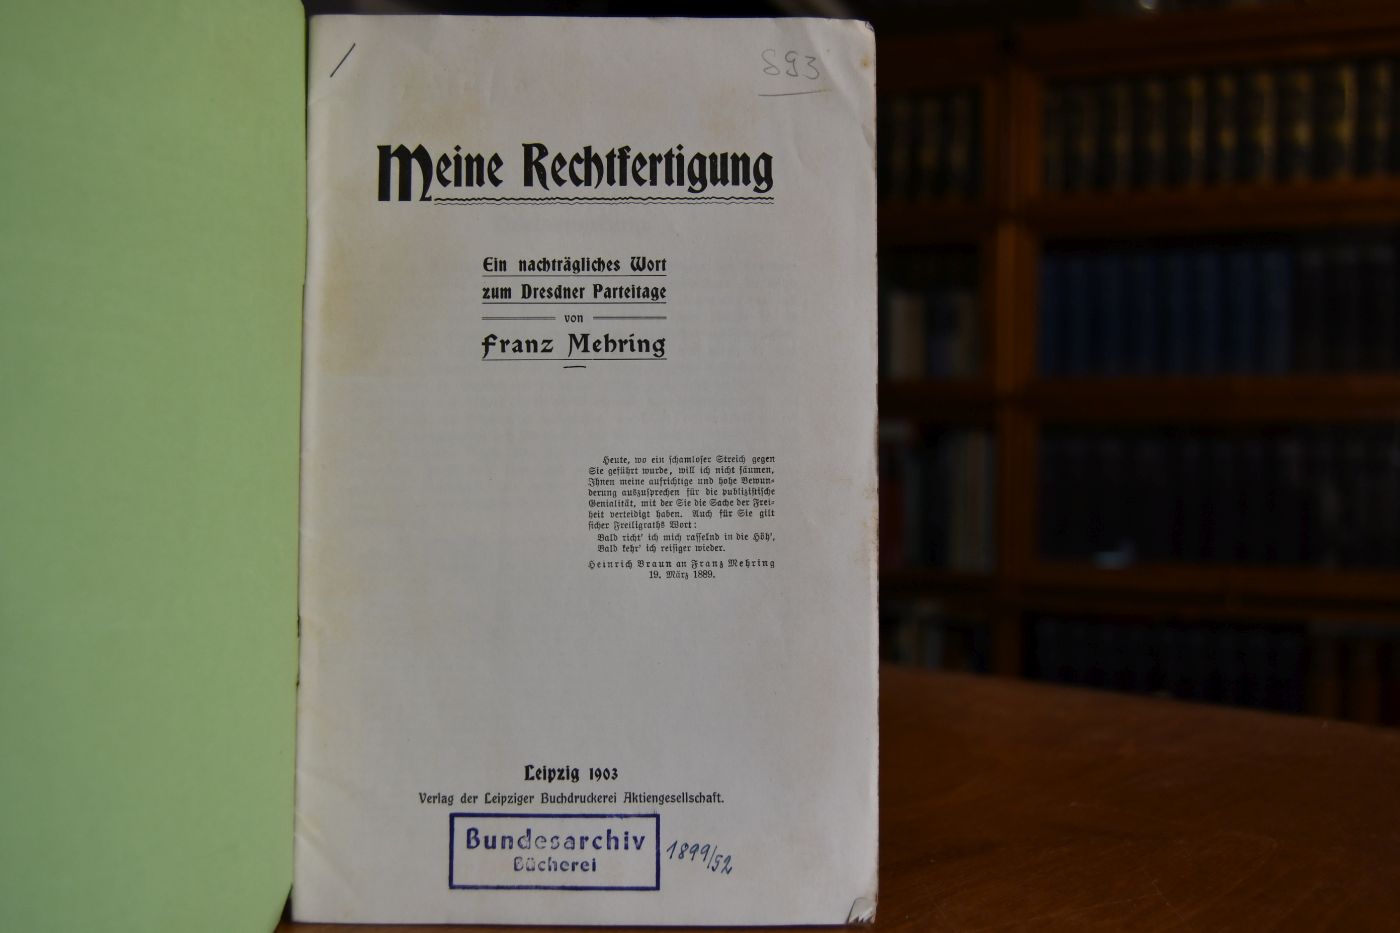 893
Meine Rechtfertigung
Ein nachträgliches Wort
zum Dresdner Parteitage
von
Franz Mehring
Heute, wo ein schamloser Streich gegen
Sie geführt wurde, will ich nicht säumen,
Ihnen meine aufrichtige und hohe Bewun-
derung auszusprechen für die publizistische
Genialität, mit der Sie die Sache der Frei-
heit verteidigt haben. Auch für Sie gilt
sicher Freiligraths Wort:
Bald richt' ich mich rasselnd in die Höh',
Bald kehr' ich reisiger wieder.
Heinrich Braun an Franz Mehring
19. März 1889.
Leipzig 1903
Verlag der Leipziger Buchdruckerei Aktiengesellschaft.
Bundesarchiv
Bücherei
1899/52